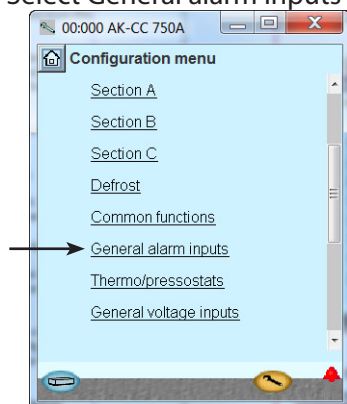 Select General alarm inputs
00:000 AK-CC 750A
Configuration menu
Section A
Section B
Section C
Defrost
Common functions
General alarm inputs
Thermo/pressostats
General voltage inputs